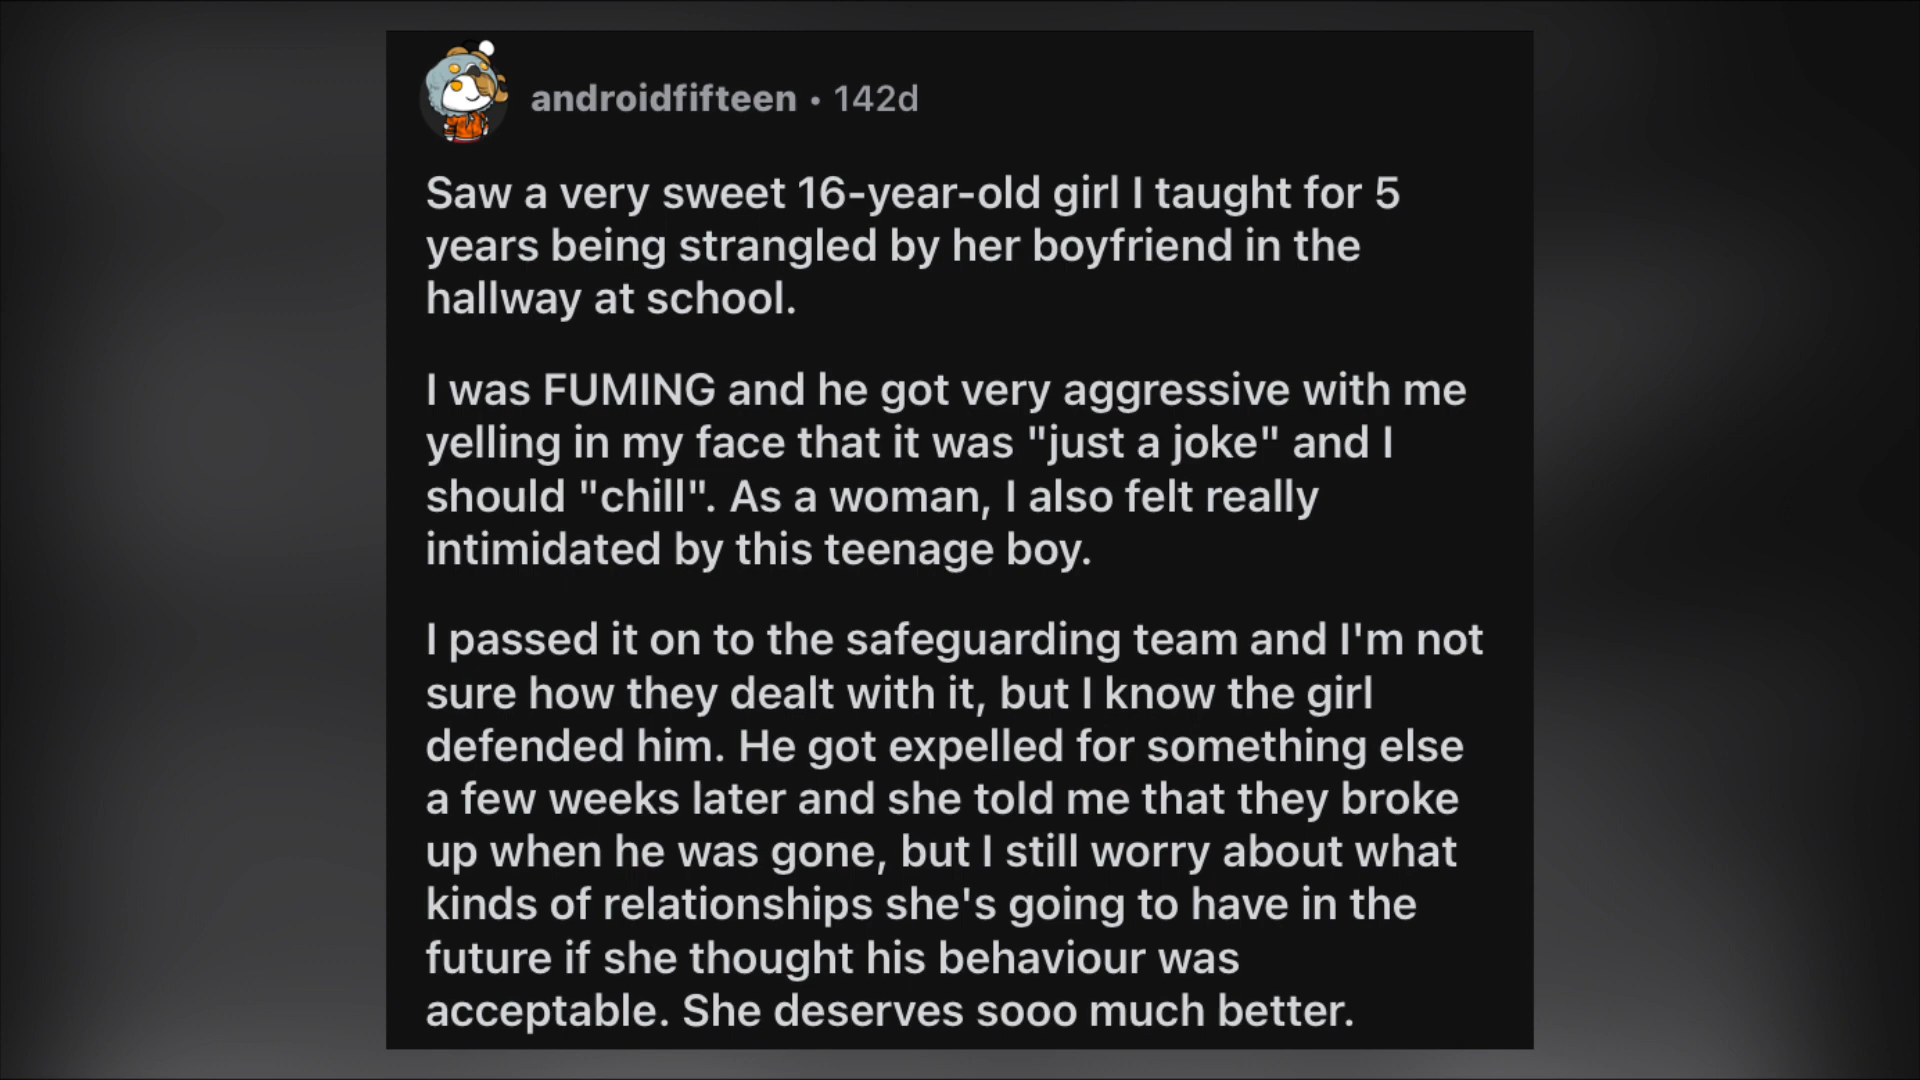 androidfifteen • 142d
Saw a very sweet 16-year-old girl I taught for 5
years being strangled by her boyfriend in the
hallway at school.
I was FUMING and he got very aggressive with me
yelling in my face that it was "just a joke" and I
should "chill". As a woman, I also felt really
intimidated by this teenage boy.
I passed it on to the safeguarding team and I'm not
sure how they dealt with it, but I know the girl
defended him. He got expelled for something else
a few weeks later and she told me that they broke
up when he was gone, but I still worry about what
kinds of relationships she's going to have in the
future if she thought his behaviour was
acceptable. She deserves sooo much better.